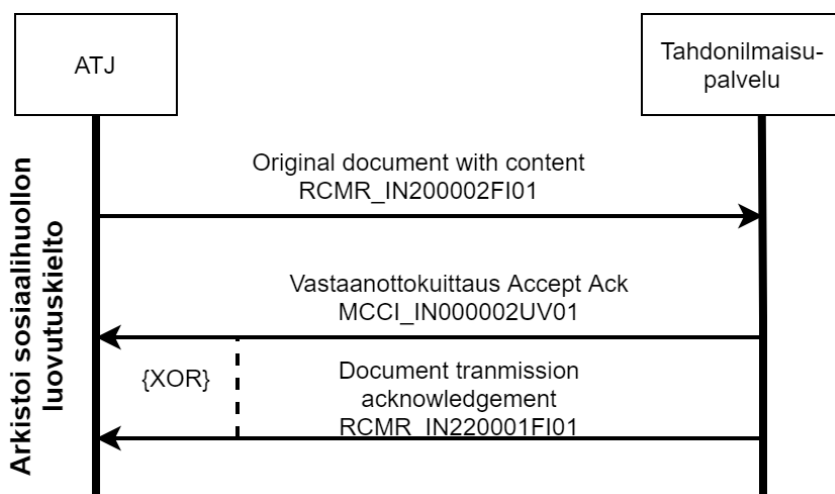 ATJ
Tahdonilmaisu-
palvelu
Arkistoi sosiaalihuollon
luovutuskielto
Original document with content
RCMR_IN200002FI01
Vastaanottokuittaus Accept Ack
MCCI_IN000002UV01
{XOR}
Document tranmission
acknowledgement
RCMR_IN220001FI01